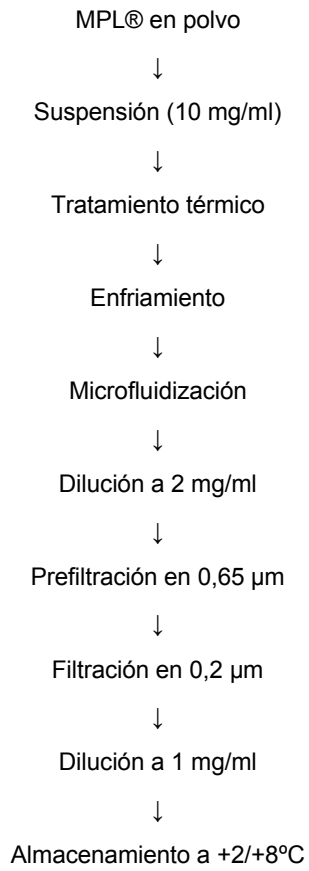 MPL® en polvo
↓
Suspensión (10 mg/ml)
↓
Tratamiento térmico
↓
Enfriamiento
↓
Microfluidización
↓
Dilución a 2 mg/ml
↓
Prefiltración en 0,65 µm
↓
Filtración en 0,2 µm
↓
Dilución a 1 mg/ml
↓
Almacenamiento a +2/+8ºC